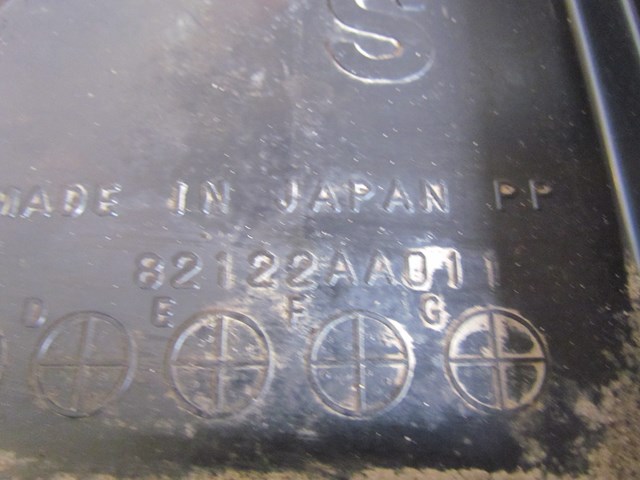 S
MADE IN JAPAN PP
82122AA011
D E F G